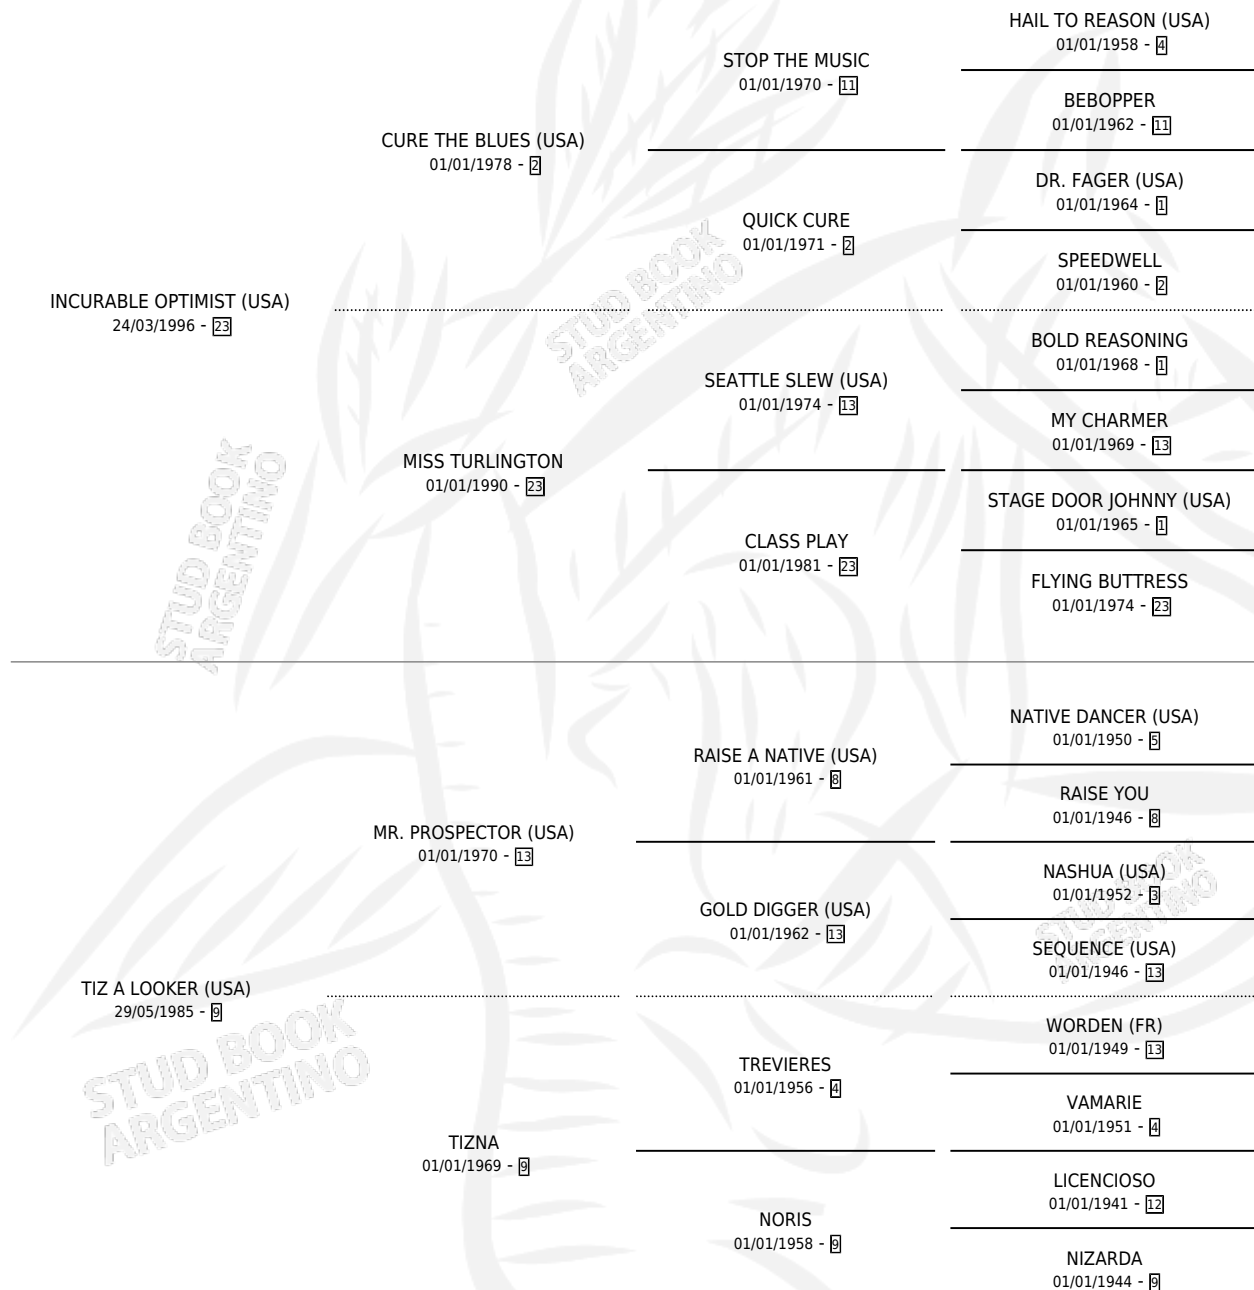 HAIL TO REASON (USA)
01/01/1958 - 4
STOP THE MUSIC
01/01/1970 - 11
BEBOPPER
01/01/1962 - 11
CURE THE BLUES (USA)
01/01/1978 - 2
DR. FAGER (USA)
01/01/1964 - 1
QUICK CURE
01/01/1971 - 2
SPEEDWELL
01/01/1960 - 2
INCURABLE OPTIMIST (USA)
24/03/1996 - 23
BOLD REASONING
01/01/1968 - 1
SEATTLE SLEW (USA)
01/01/1974 - 13
MY CHARMER
01/01/1969 - 13
MISS TURLINGTON
01/01/1990 - 23
STAGE DOOR JOHNNY (USA)
01/01/1965 - 1
CLASS PLAY
01/01/1981 - 23
FLYING BUTTRESS
01/01/1974 - 23
NATIVE DANCER (USA)
01/01/1950 - 5
RAISE A NATIVE (USA)
01/01/1961 - 8
RAISE YOU
01/01/1946 - 8
MR. PROSPECTOR (USA)
01/01/1970 - 13
NASHUA (USA)
01/01/1952 - 3
GOLD DIGGER (USA)
01/01/1962 - 13
SEQUENCE (USA)
01/01/1946 - 13
TIZ A LOOKER (USA)
29/05/1985 - 9
WORDEN (FR)
01/01/1949 - 13
TREVIERES
01/01/1956 - 4
VAMARIE
01/01/1951 - 4
TIZNA
01/01/1969 - 9
LICENCIOSO
01/01/1941 - 12
NORIS
01/01/1958 - 9
NIZARDA
01/01/1944 - 9
STUD BOOK
ARGENTINO
STUD BOOK
ARGENTINO
STUD BOOK
ARGENTINO
STUD BOOK
ARGENTINO